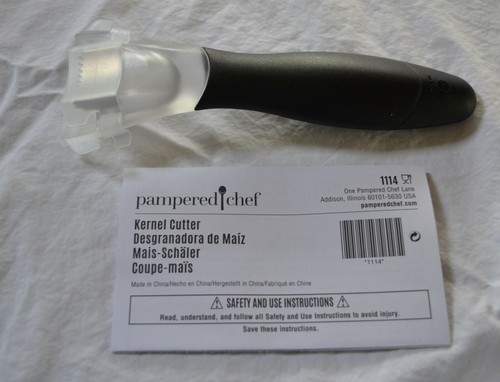 pampered chef
1114
One Pampered Chef Lane
Addison, Illinois 60101-5630 USA
pamperedchef.com
Kernel Cutter
Desgranadora de Maíz
Mais-Schäler
Coupe-maïs
*1114*
Made in China/Hecho en China/Hergestellt in China/Fabriqué en Chine
SAFETY AND USE INSTRUCTIONS
Read, understand, and follow all Safety and Use Instructions to avoid injury.
Save these instructions.